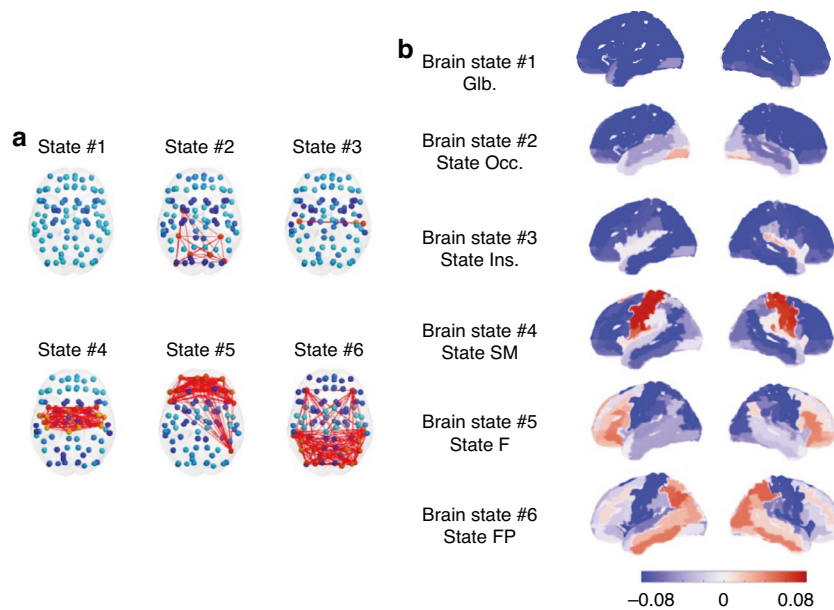 a
State #1 State #2 State #3
State #4 State #5 State #6
b
Brain state #1
Glb.
Brain state #2
State Occ.
Brain state #3
State Ins.
Brain state #4
State SM
Brain state #5
State F
Brain state #6
State FP
−0.08 0 0.08